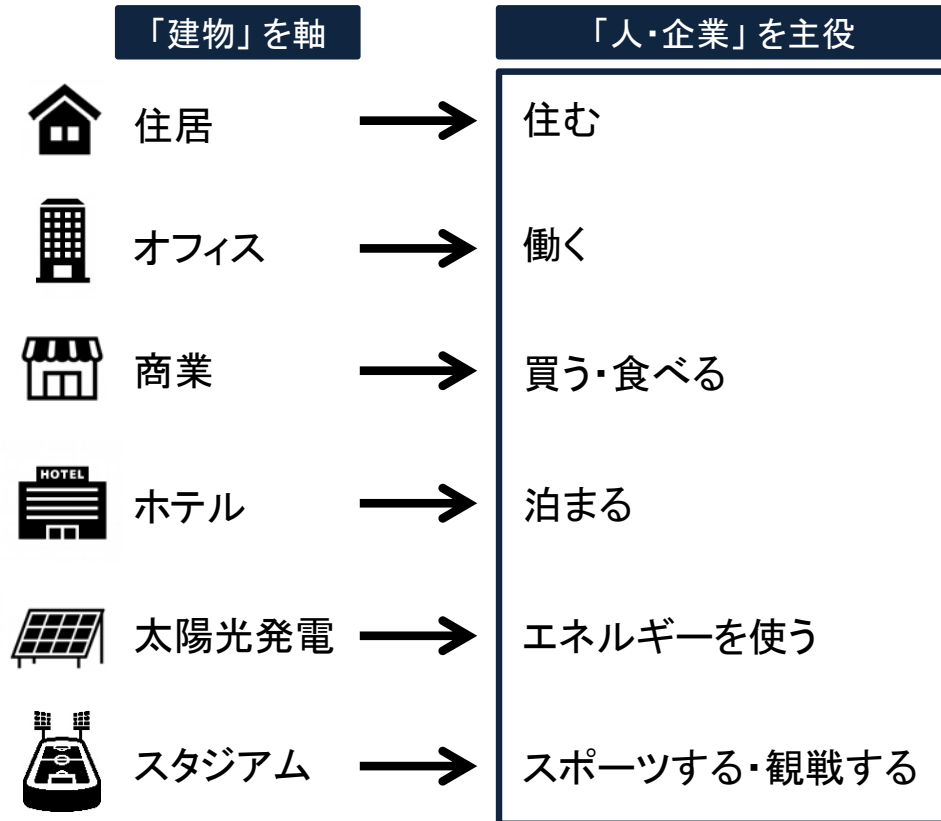 「建物」を軸
「人・企業」を主役
住居
住む
オフィス
働く
商業
買う・食べる
HOTEL
ホテル
泊まる
太陽光発電
エネルギーを使う
スタジアム
スポーツする・観戦する